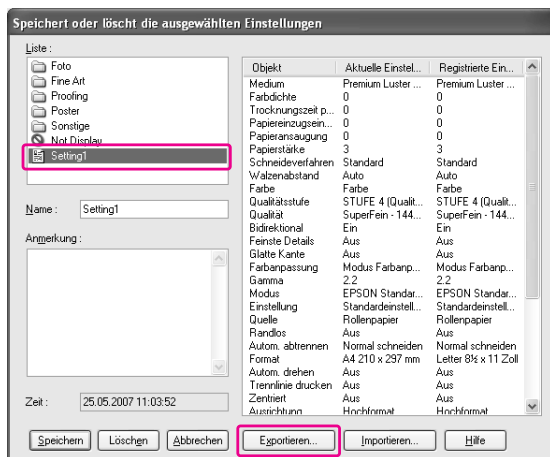 Speichert oder löscht die ausgewählten Einstellungen
Liste :
Foto
Fine Art
Proofing
Poster
Sonstige
Not Display
Setting1
Name : Setting1
Anmerkung :
Zeit : 25.05.2007 11:03:52
Objekt Aktuelle Einstel... Registrierte Ein...
Medium Premium Luster ... Premium Luster ...
Farbdichte 0 0
Trocknungszeit p... 0 0
Papiereinzugsein... 0 0
Papieransaugung 0 0
Papierstärke 3 3
Schneideverfahren Standard Standard
Walzenabstand Auto Auto
Farbe Farbe Farbe
Qualitätsstufe STUFE 4 (Qualit... STUFE 4 (Qualit...
Qualität SuperFein - 144... SuperFein - 144...
Bidirektional Ein Ein
Feinste Details Aus Aus
Glatte Kante Aus Aus
Farbanpassung Modus Farbanp... Modus Farbanp...
Gamma 2.2 2.2
Modus EPSON Standar... EPSON Standar...
Einstellung Standardeinstell... Standardeinstell...
Quelle Rollenpapier Rollenpapier
Randlos Aus Aus
Autom. abtrennen Normal schneiden Normal schneiden
Format A4 210 x 297 mm Letter 8½ x 11 Zoll
Autom. drehen Aus Aus
Trennlinie drucken Aus Aus
Zentriert Aus Aus
Ausrichtung Hochformat Hochformat
Speichern Löschen Abbrechen Exportieren... Importieren... Hilfe